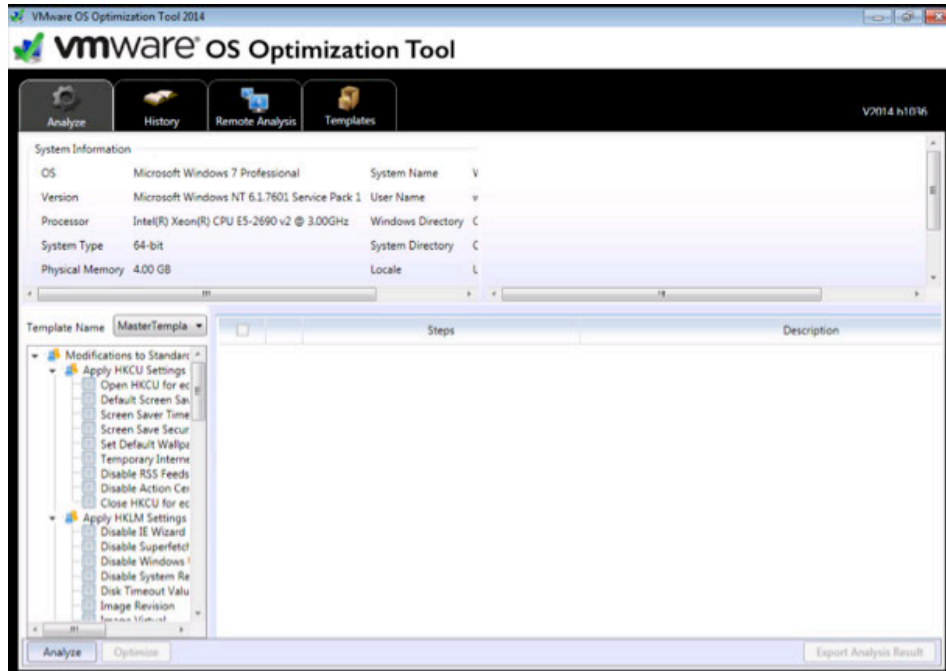 VMware OS Optimization Tool 2014
vmware® OS Optimization Tool
Analyze History Remote Analysis Templates
V2014 b1036
System Information
OS Microsoft Windows 7 Professional System Name
Version Microsoft Windows NT 6.1.7601 Service Pack 1 User Name
Processor Intel(R) Xeon(R) CPU E5-2690 v2 @ 3.00GHz Windows Directory
System Type 64-bit System Directory
Physical Memory 4.00 GB Locale
Template Name MasterTempla Steps Description
Modifications to Standard
Apply HKCU Settings
Open HKCU for ec
Default Screen Sav
Screen Saver Time
Screen Save Secur
Set Default Wallpa
Temporary Interne
Disable RSS Feeds
Disable Action Cen
Close HKCU for ec
Apply HKLM Settings
Disable IE Wizard
Disable Superfetch
Disable Windows
Disable System Re
Disk Timeout Valu
Image Revision
Image Virtual
Analyze Optimize Export Analysis Result